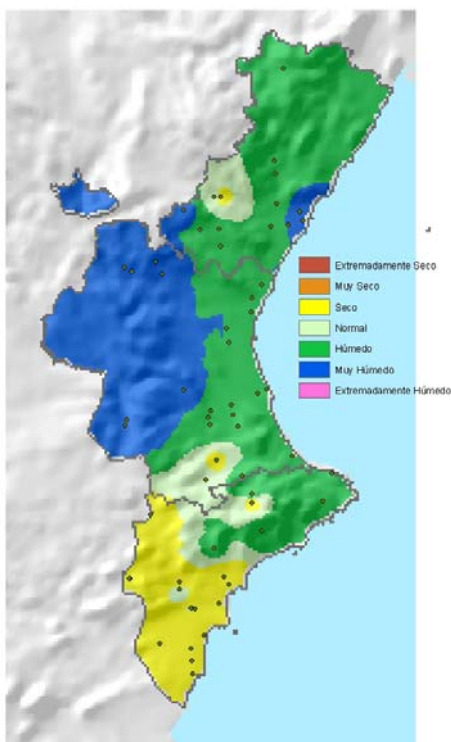 Extremadamente Seco
Muy Seco
Seco
Normal
Húmedo
Muy Húmedo
Extremadamente Húmedo